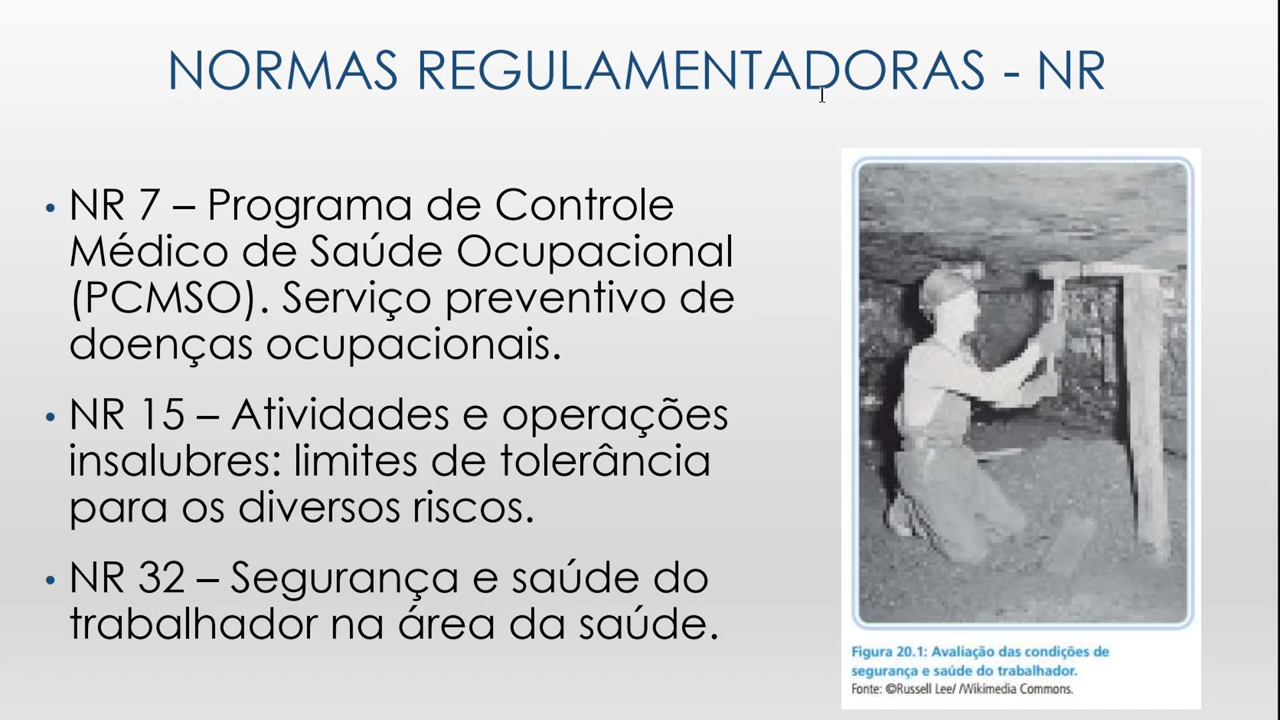 NORMAS REGULAMENTADORAS - NR
• NR 7 – Programa de Controle
Médico de Saúde Ocupacional
(PCMSO). Serviço preventivo de
doenças ocupacionais.
• NR 15 – Atividades e operações
insalubres: limites de tolerância
para os diversos riscos.
• NR 32 – Segurança e saúde do
trabalhador na área da saúde.
Figura 20.1: Avaliação das condições de
segurança e saúde do trabalhador.
Fonte: ©Russell Lee/ /Wikimedia Commons.